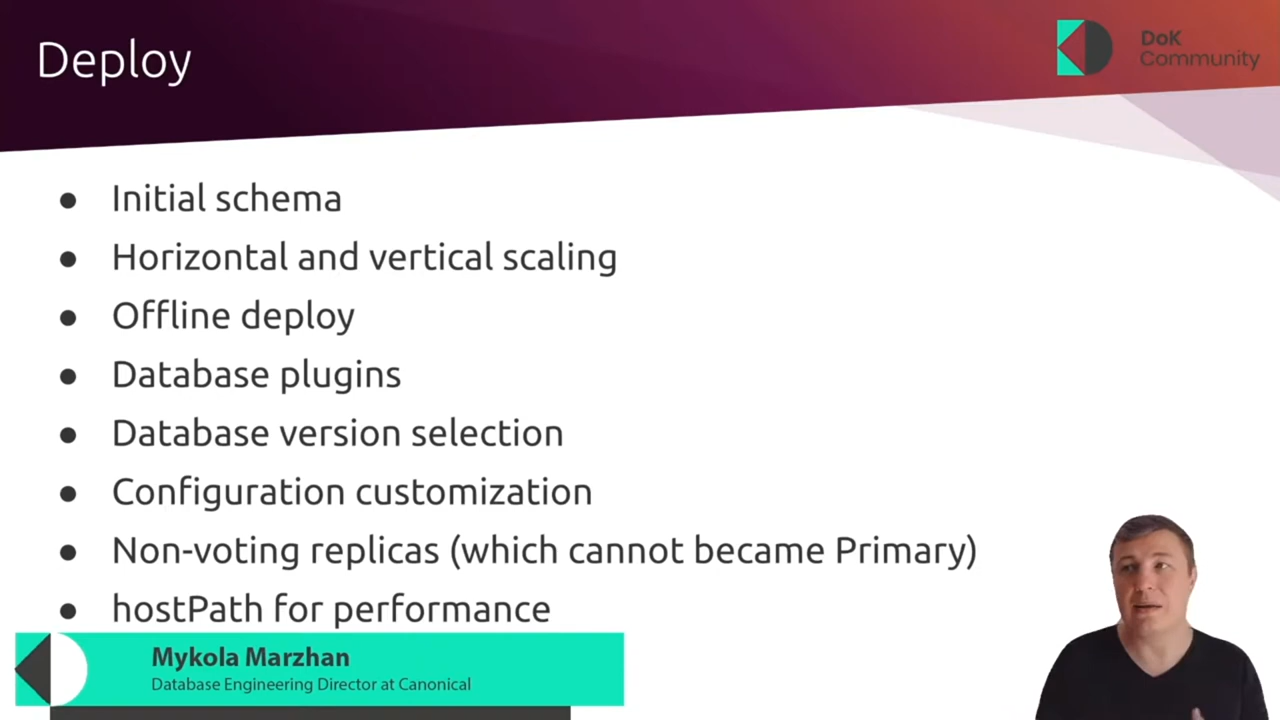 Deploy
DoK
Community
● Initial schema
● Horizontal and vertical scaling
● Offline deploy
● Database plugins
● Database version selection
● Configuration customization
● Non-voting replicas (which cannot became Primary)
● hostPath for performance
Mykola Marzhan
Database Engineering Director at Canonical